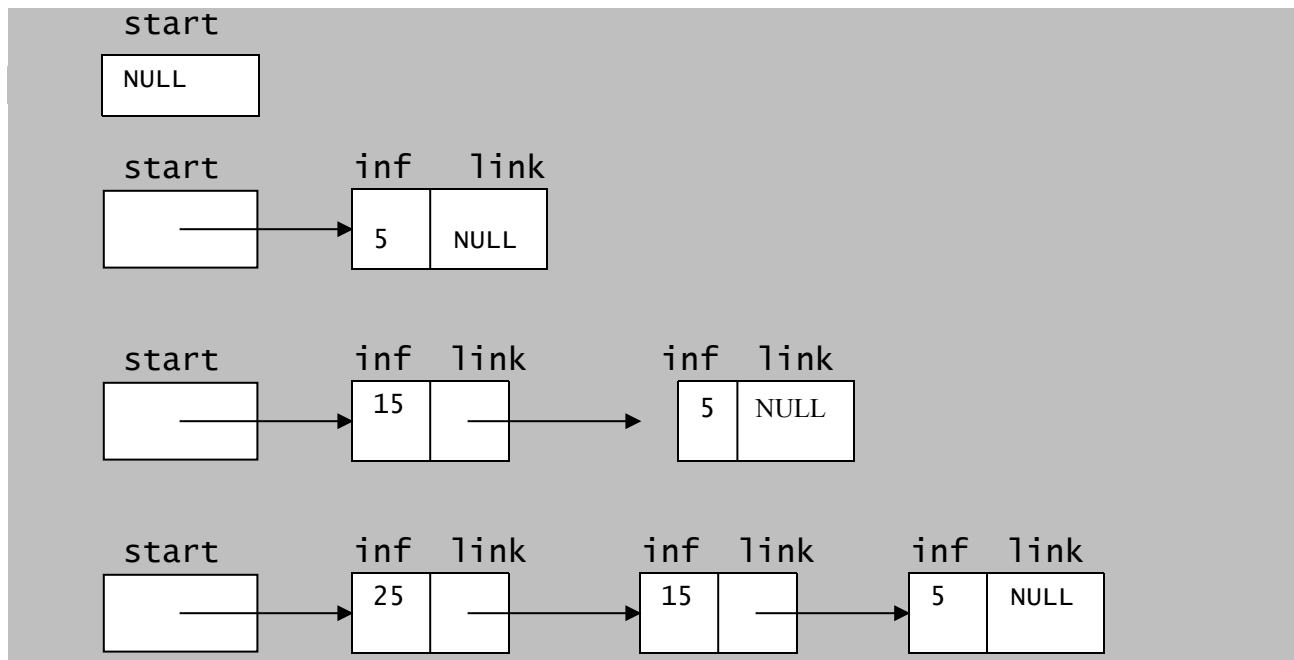 start
NULL
start inf link
5 NULL
start inf link inf link
15 5 NULL
start inf link inf link inf link
25 15 5 NULL